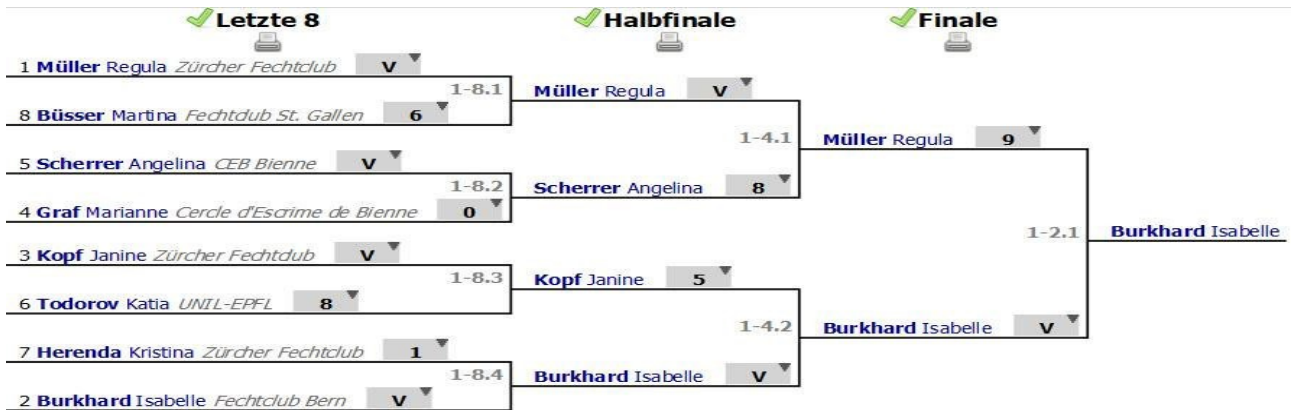 Letzte 8 Halbfinale Finale
1 Müller Regula Zürcher Fechtclub V
1-8.1 Müller Regula V
8 Büsser Martina Fechtclub St. Gallen 6
1-4.1 Müller Regula 9
5 Scherrer Angelina CEB Bienne V
1-8.2 Scherrer Angelina 8
4 Graf Marianne Cercle d'Escrime de Bienne 0
1-2.1 Burkhard Isabelle
3 Kopf Janine Zürcher Fechtclub V
1-8.3 Kopf Janine 5
6 Todorov Katia UNIL-EPFL 8
1-4.2 Burkhard Isabelle V
7 Herenda Kristina Zürcher Fechtclub 1
1-8.4 Burkhard Isabelle V
2 Burkhard Isabelle Fechtclub Bern V